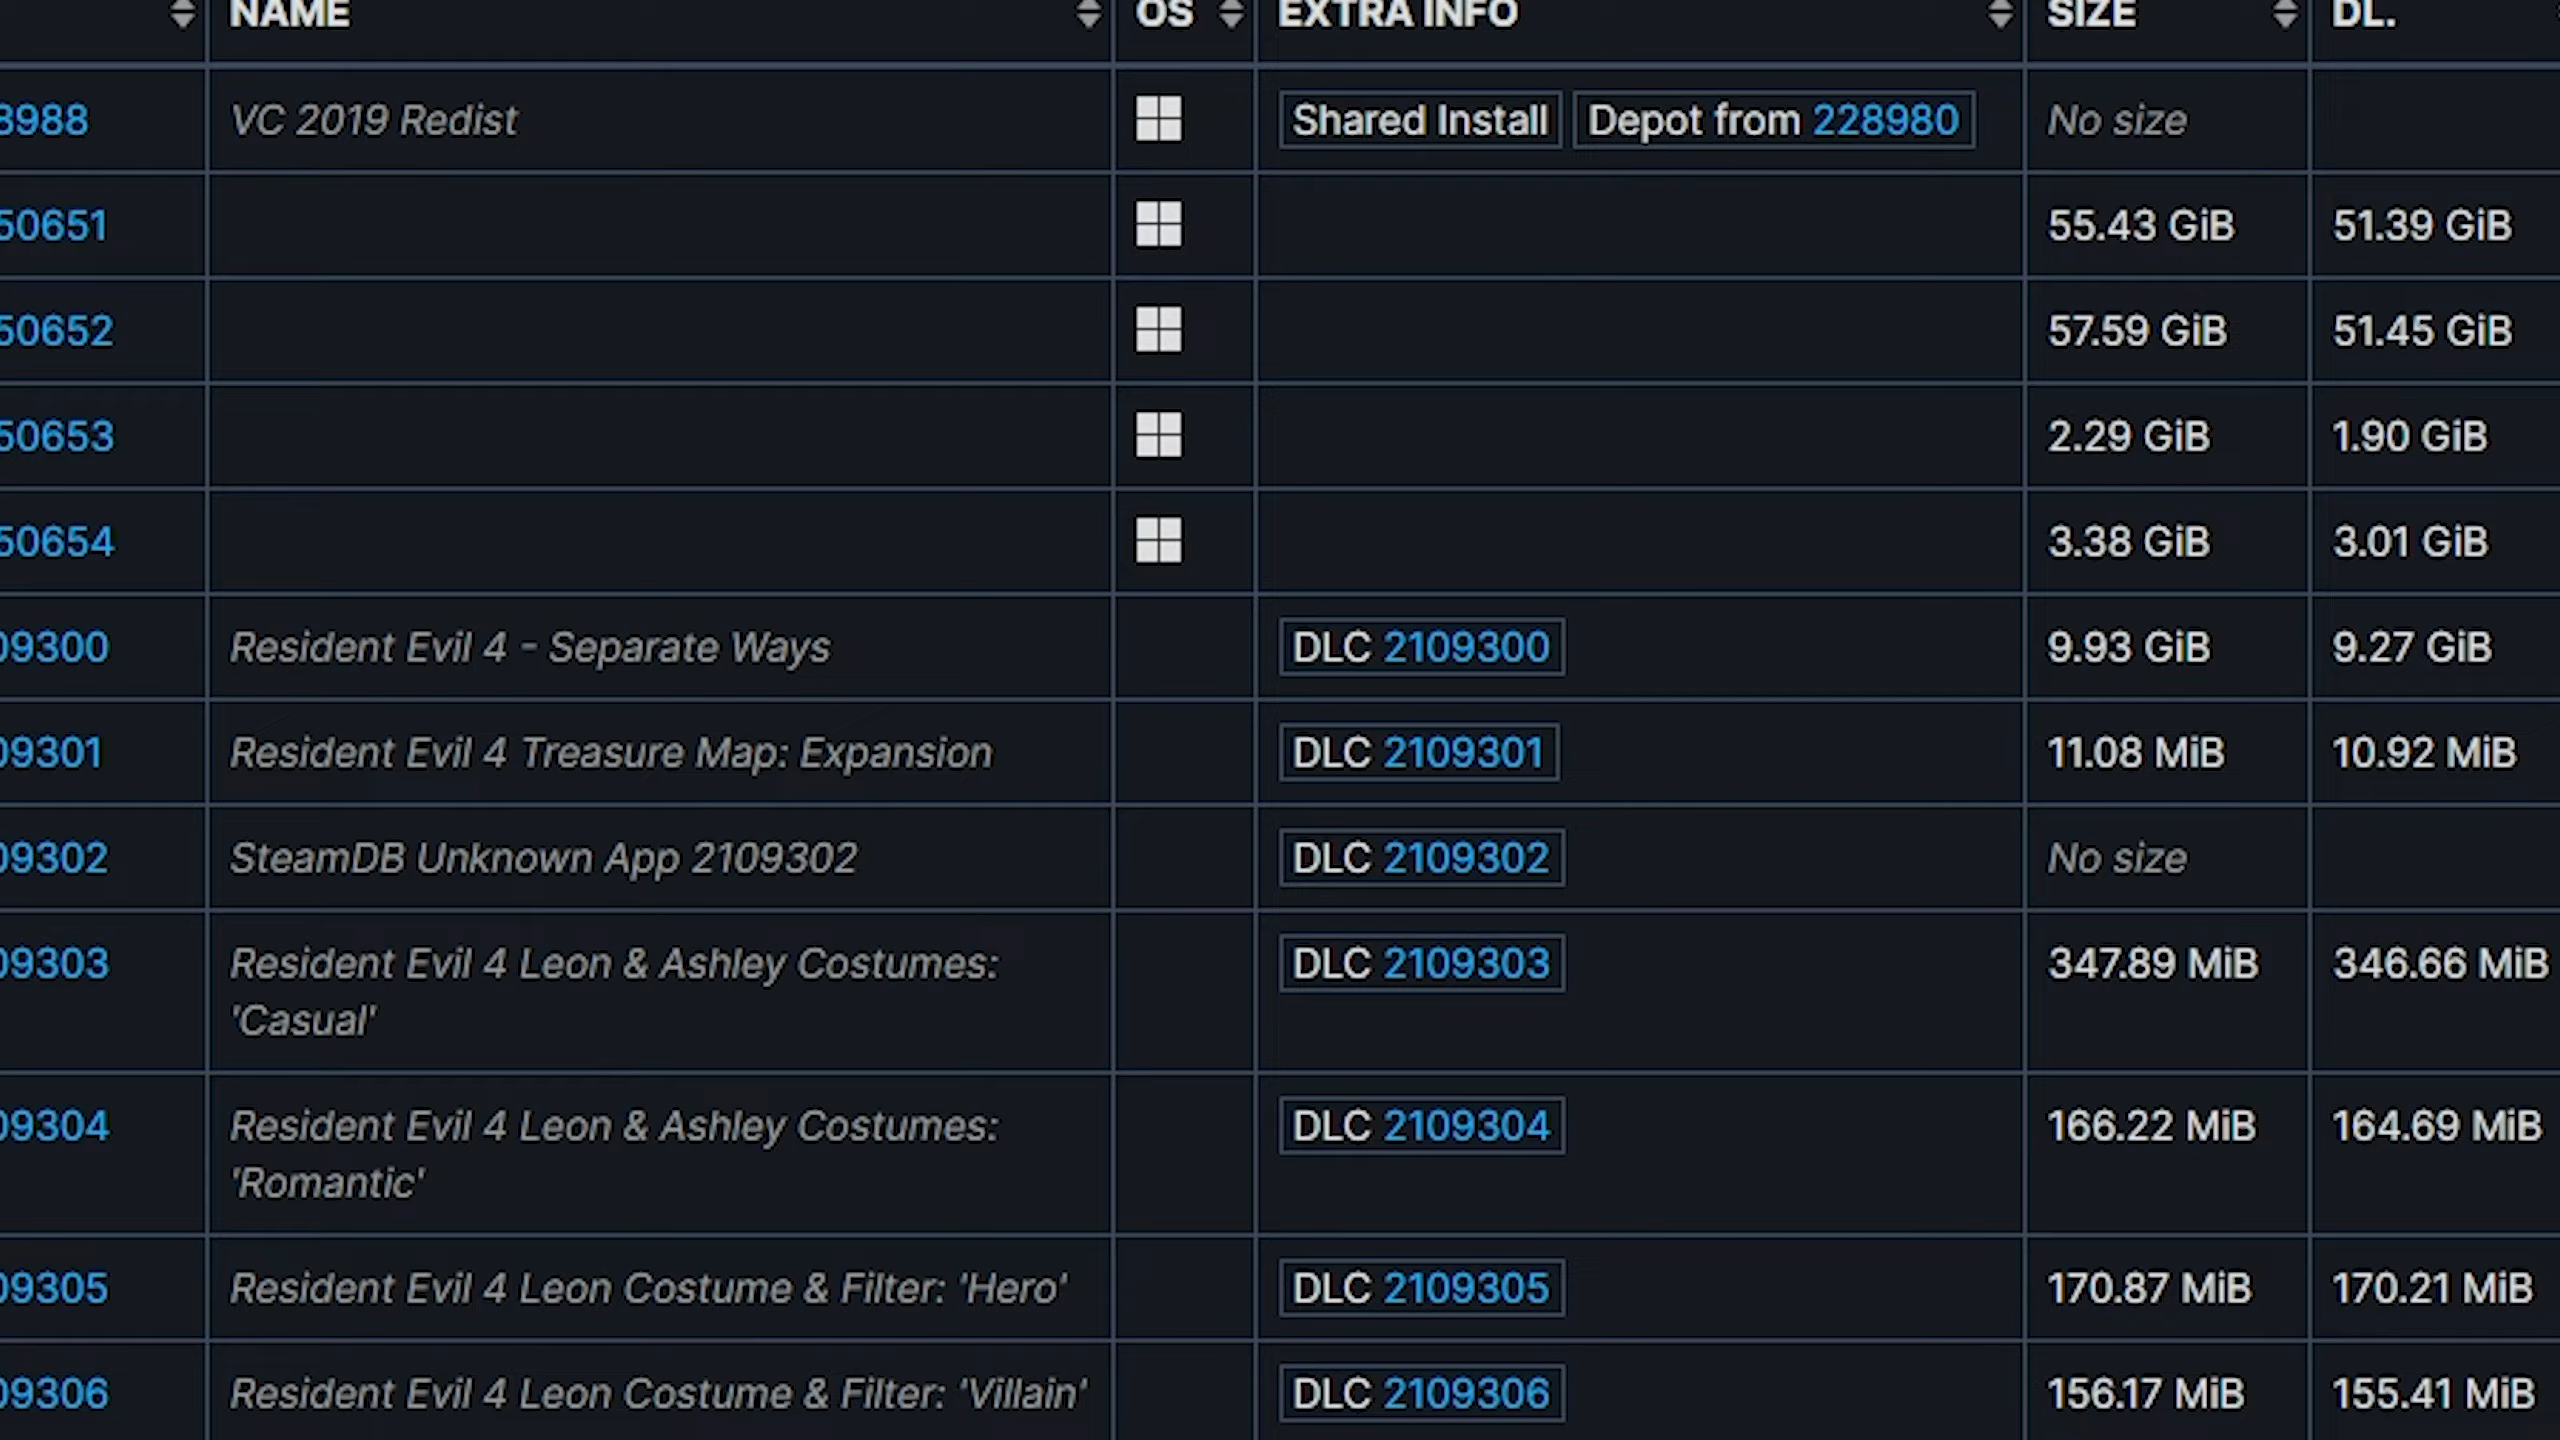 NAME OS EXTRA INFO SIZE DL.
8988 VC 2019 Redist Shared Install Depot from 228980 No size
50651 55.43 GiB 51.39 GiB
50652 57.59 GiB 51.45 GiB
50653 2.29 GiB 1.90 GiB
50654 3.38 GiB 3.01 GiB
09300 Resident Evil 4 - Separate Ways DLC 2109300 9.93 GiB 9.27 GiB
09301 Resident Evil 4 Treasure Map: Expansion DLC 2109301 11.08 MiB 10.92 MiB
09302 SteamDB Unknown App 2109302 DLC 2109302 No size
09303 Resident Evil 4 Leon & Ashley Costumes: DLC 2109303 347.89 MiB 346.66 MiB
'Casual'
09304 Resident Evil 4 Leon & Ashley Costumes: DLC 2109304 166.22 MiB 164.69 MiB
'Romantic'
09305 Resident Evil 4 Leon Costume & Filter: 'Hero' DLC 2109305 170.87 MiB 170.21 MiB
09306 Resident Evil 4 Leon Costume & Filter: 'Villain' DLC 2109306 156.17 MiB 155.41 MiB